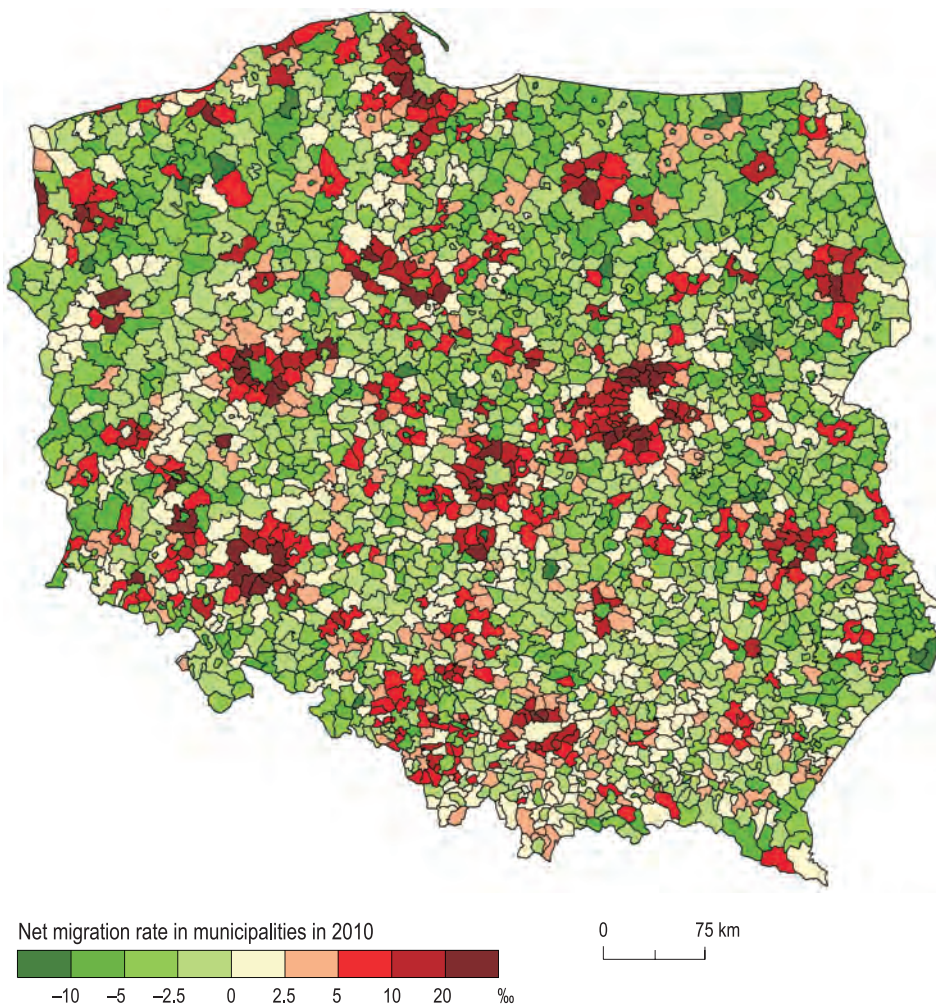 Net migration rate in municipalities in 2010
0 75 km
–10 –5 –2.5 0 2.5 5 10 20 ‰